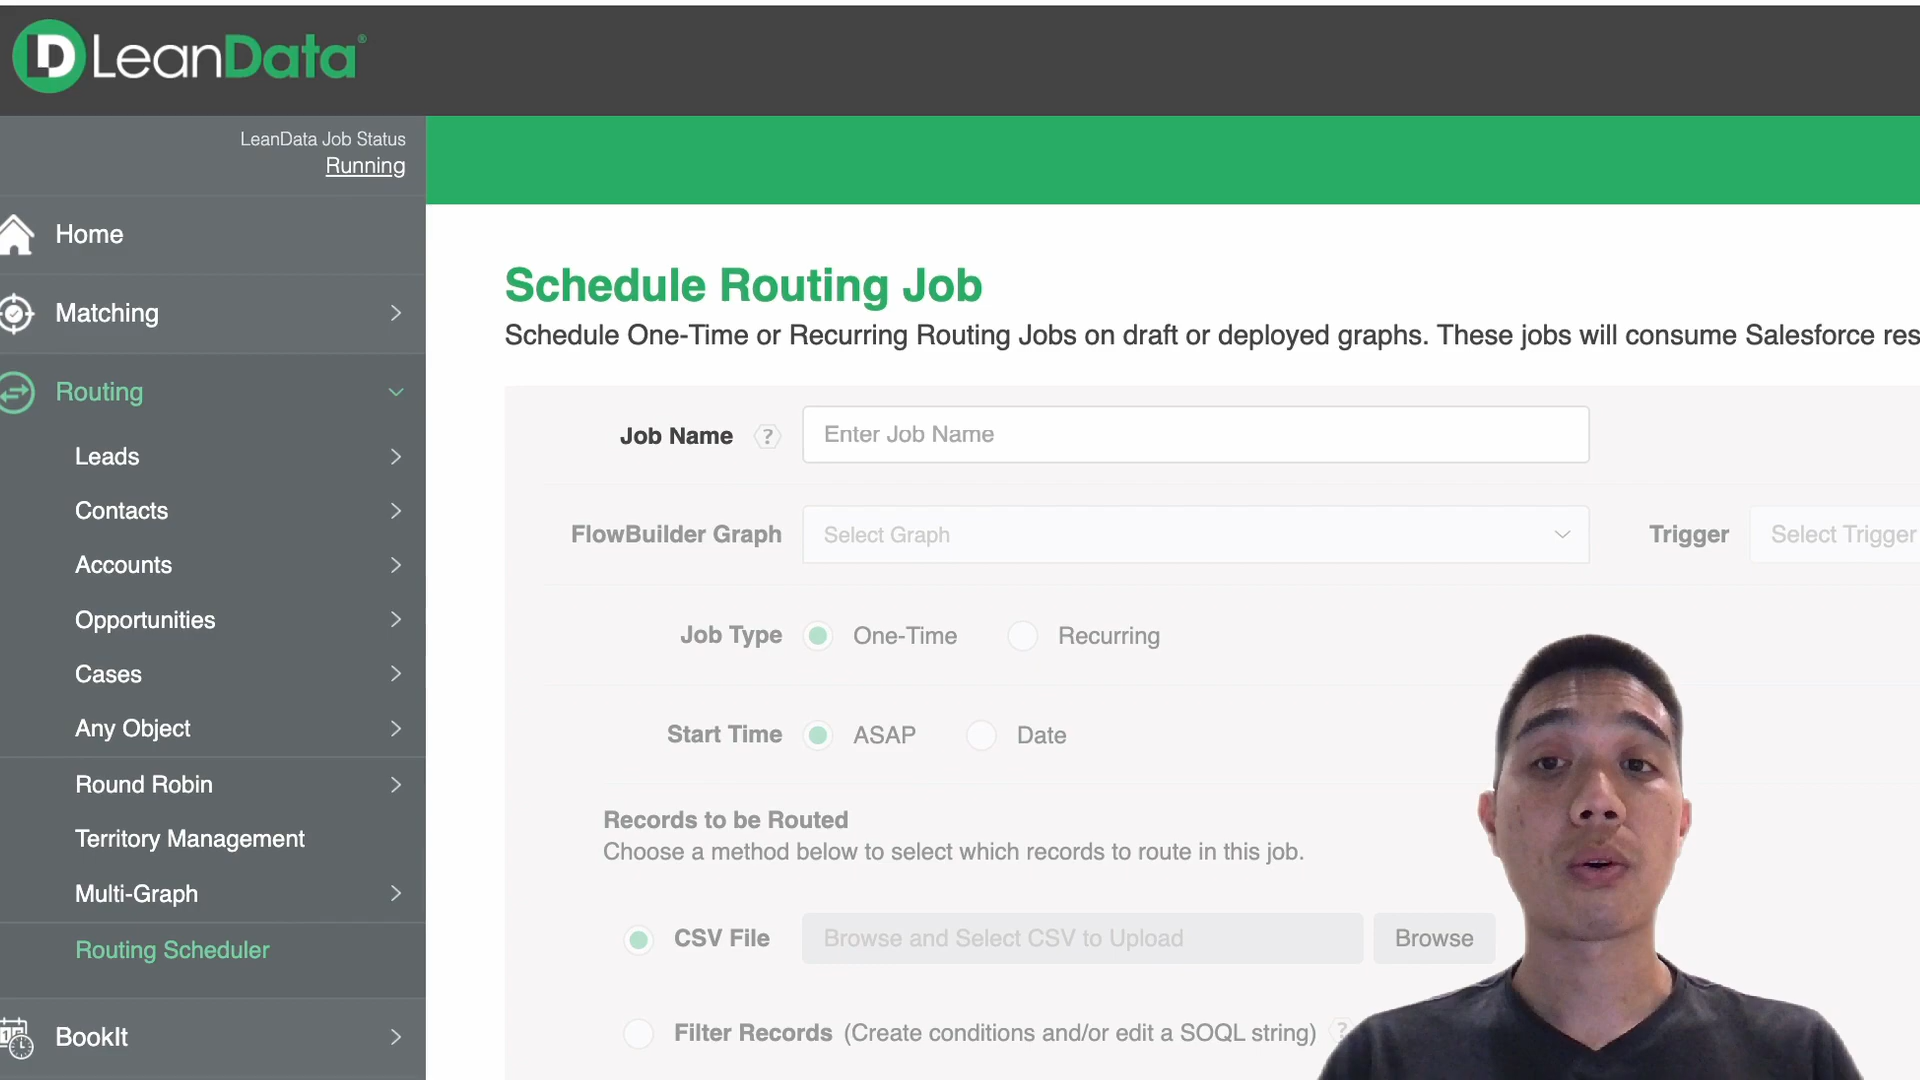 LeanData
LeanData Job Status
Running
Home
Matching
Routing
Leads
Contacts
Accounts
Opportunities
Cases
Any Object
Round Robin
Territory Management
Multi-Graph
Routing Scheduler
BookIt
Schedule Routing Job
Schedule One-Time or Recurring Routing Jobs on draft or deployed graphs. These jobs will consume Salesforce res
Job Name ? Enter Job Name
FlowBuilder Graph Select Graph Trigger Select Trigger
Job Type One-Time Recurring
Start Time ASAP Date
Records to be Routed
Choose a method below to select which records to route in this job.
CSV File Browse and Select CSV to Upload Browse
Filter Records (Create conditions and/or edit a SOQL string) ?